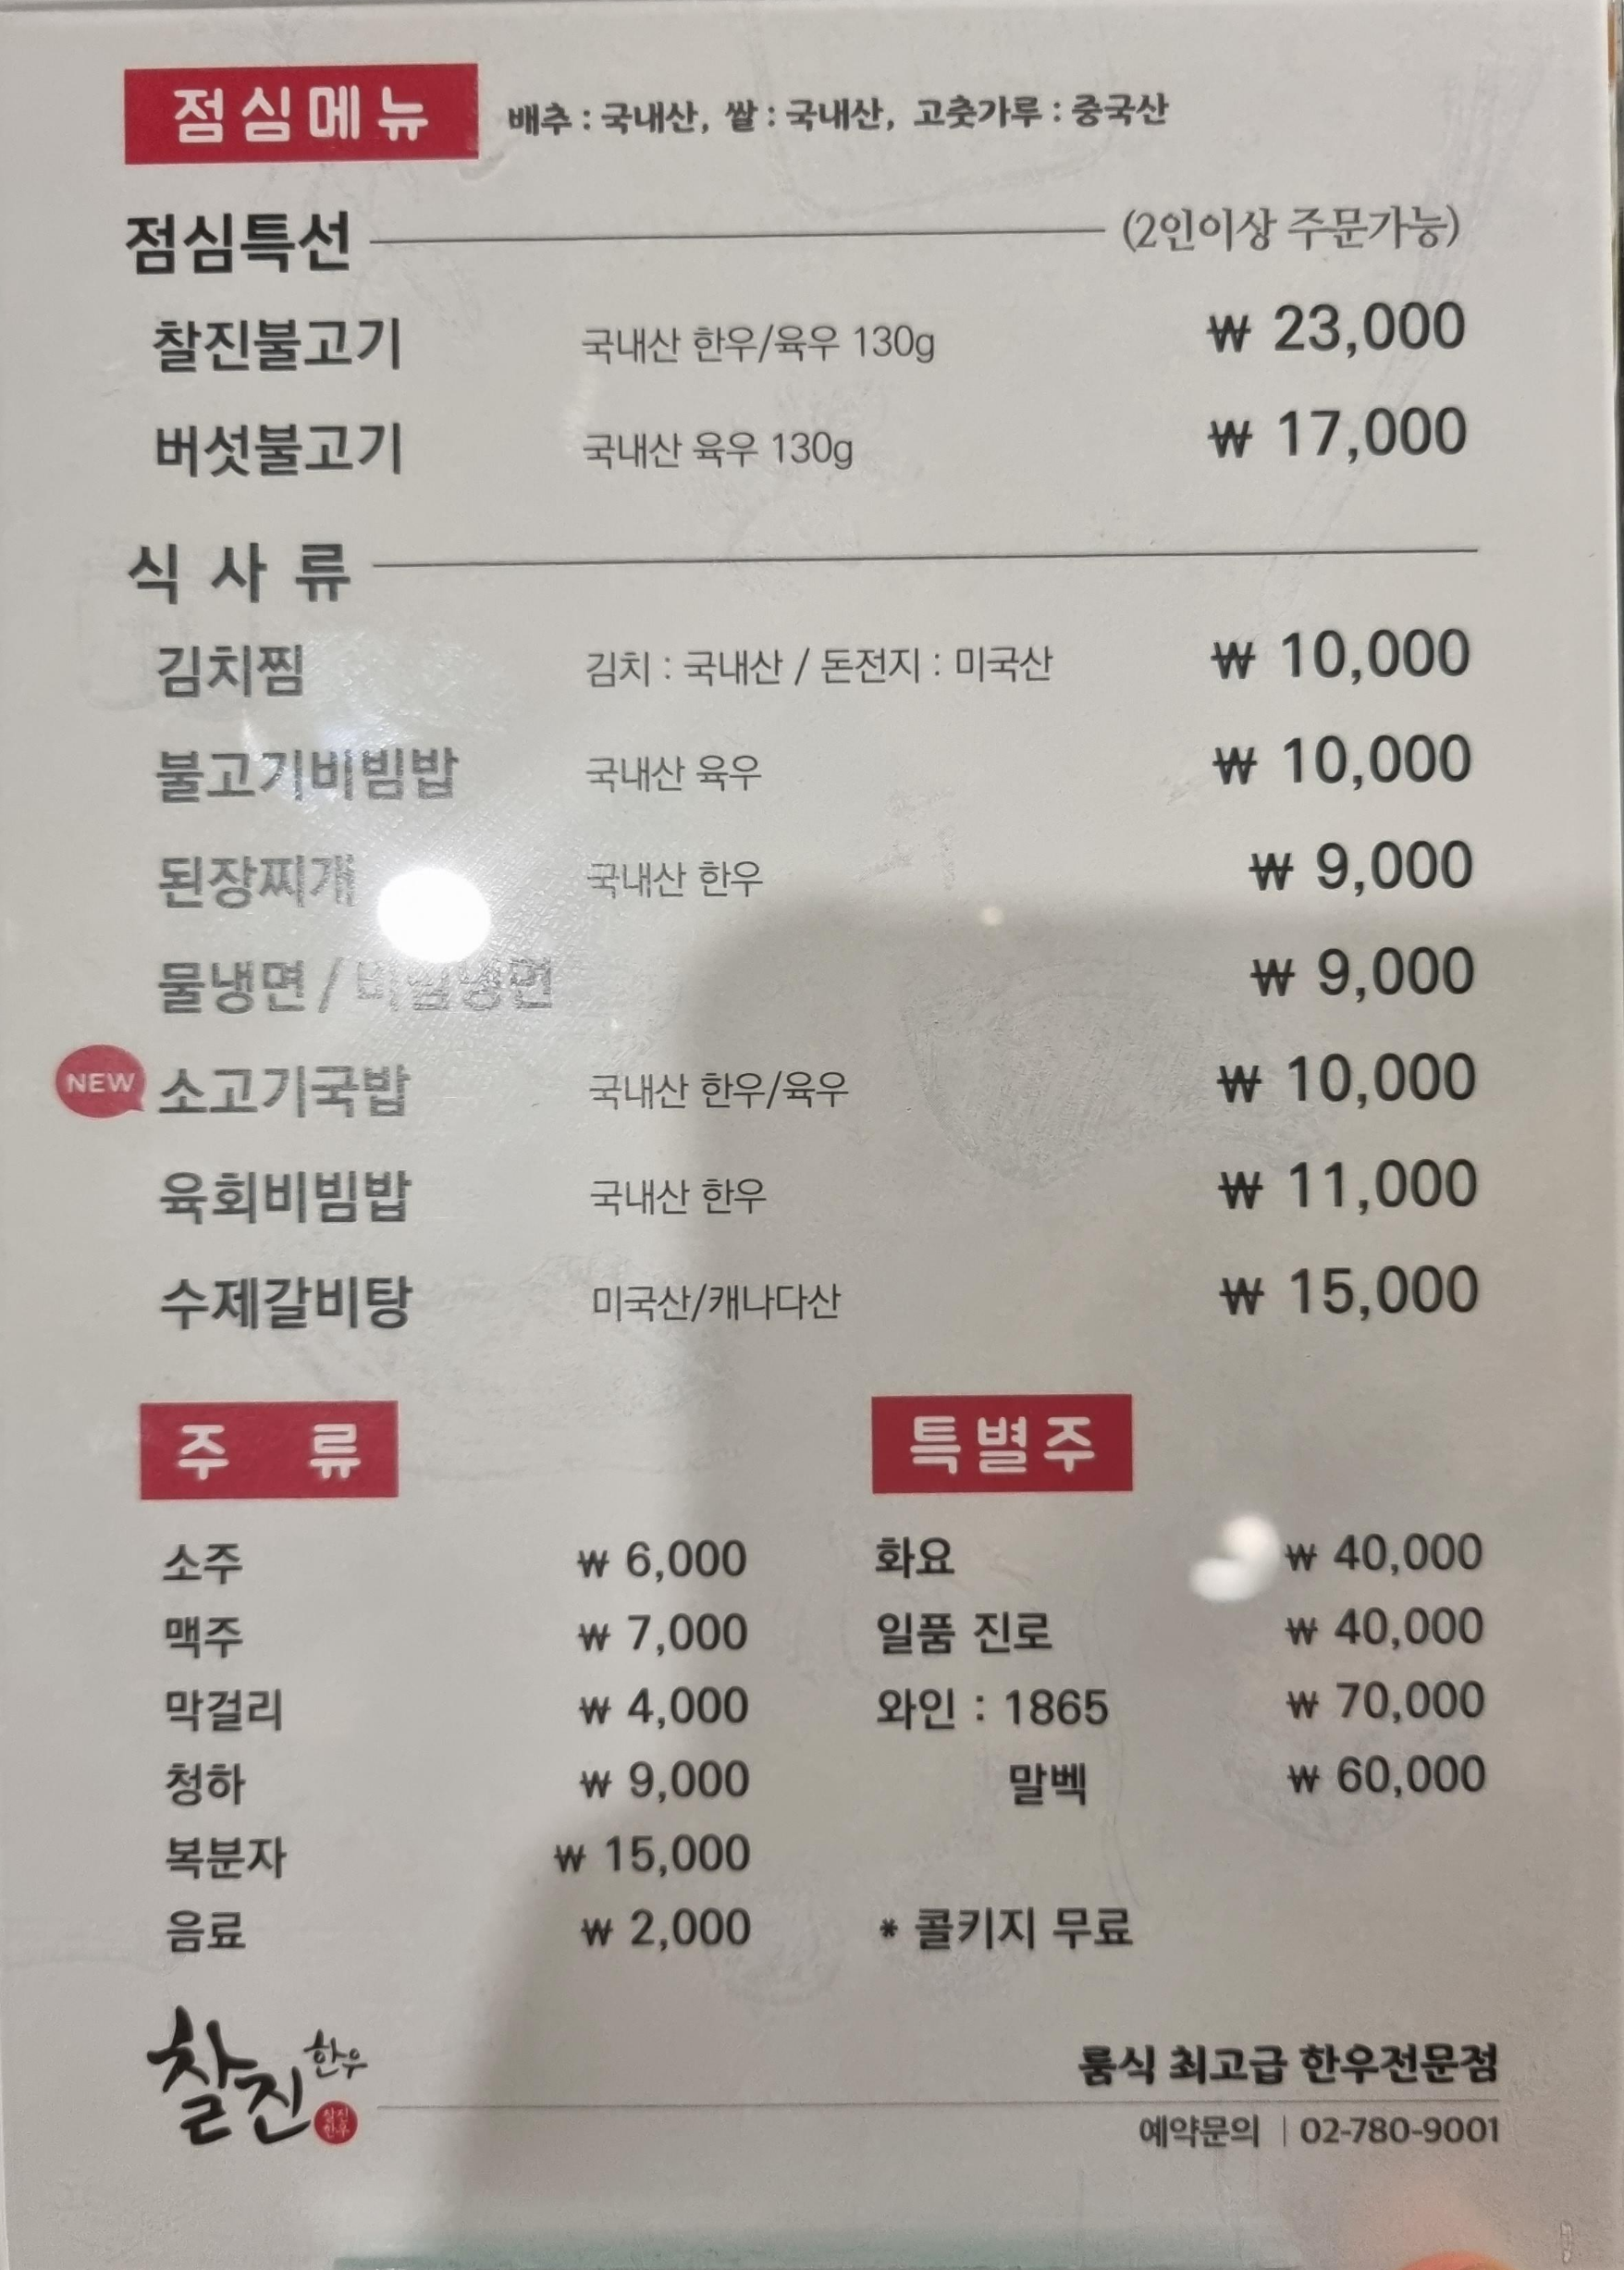 점심메뉴 배추 : 국내산, 쌀 : 국내산, 고춧가루 : 중국산
점심특선 (2인이상 주문가능)
찰진불고기 국내산 한우/육우 130g ₩ 23,000
버섯불고기 국내산 육우 130g ₩ 17,000
식 사 류
김치찜 김치 : 국내산 / 돈전지 : 미국산 ₩ 10,000
불고기비빔밥 국내산 육우 ₩ 10,000
된장찌개 국내산 한우 ₩ 9,000
물냉면 / 비빔냉면 ₩ 9,000
NEW 소고기국밥 국내산 한우/육우 ₩ 10,000
육회비빔밥 국내산 한우 ₩ 11,000
수제갈비탕 미국산/캐나다산 ₩ 15,000
주 류
소주 ₩ 6,000
맥주 ₩ 7,000
막걸리 ₩ 4,000
청하 ₩ 9,000
복분자 ₩ 15,000
음료 ₩ 2,000
특별주
화요 ₩ 40,000
일품 진로 ₩ 40,000
와인 : 1865 ₩ 70,000
말벡 ₩ 60,000
* 콜키지 무료
찰진 한우
찰진
한우
룸식 최고급 한우전문점
예약문의 | 02-780-9001